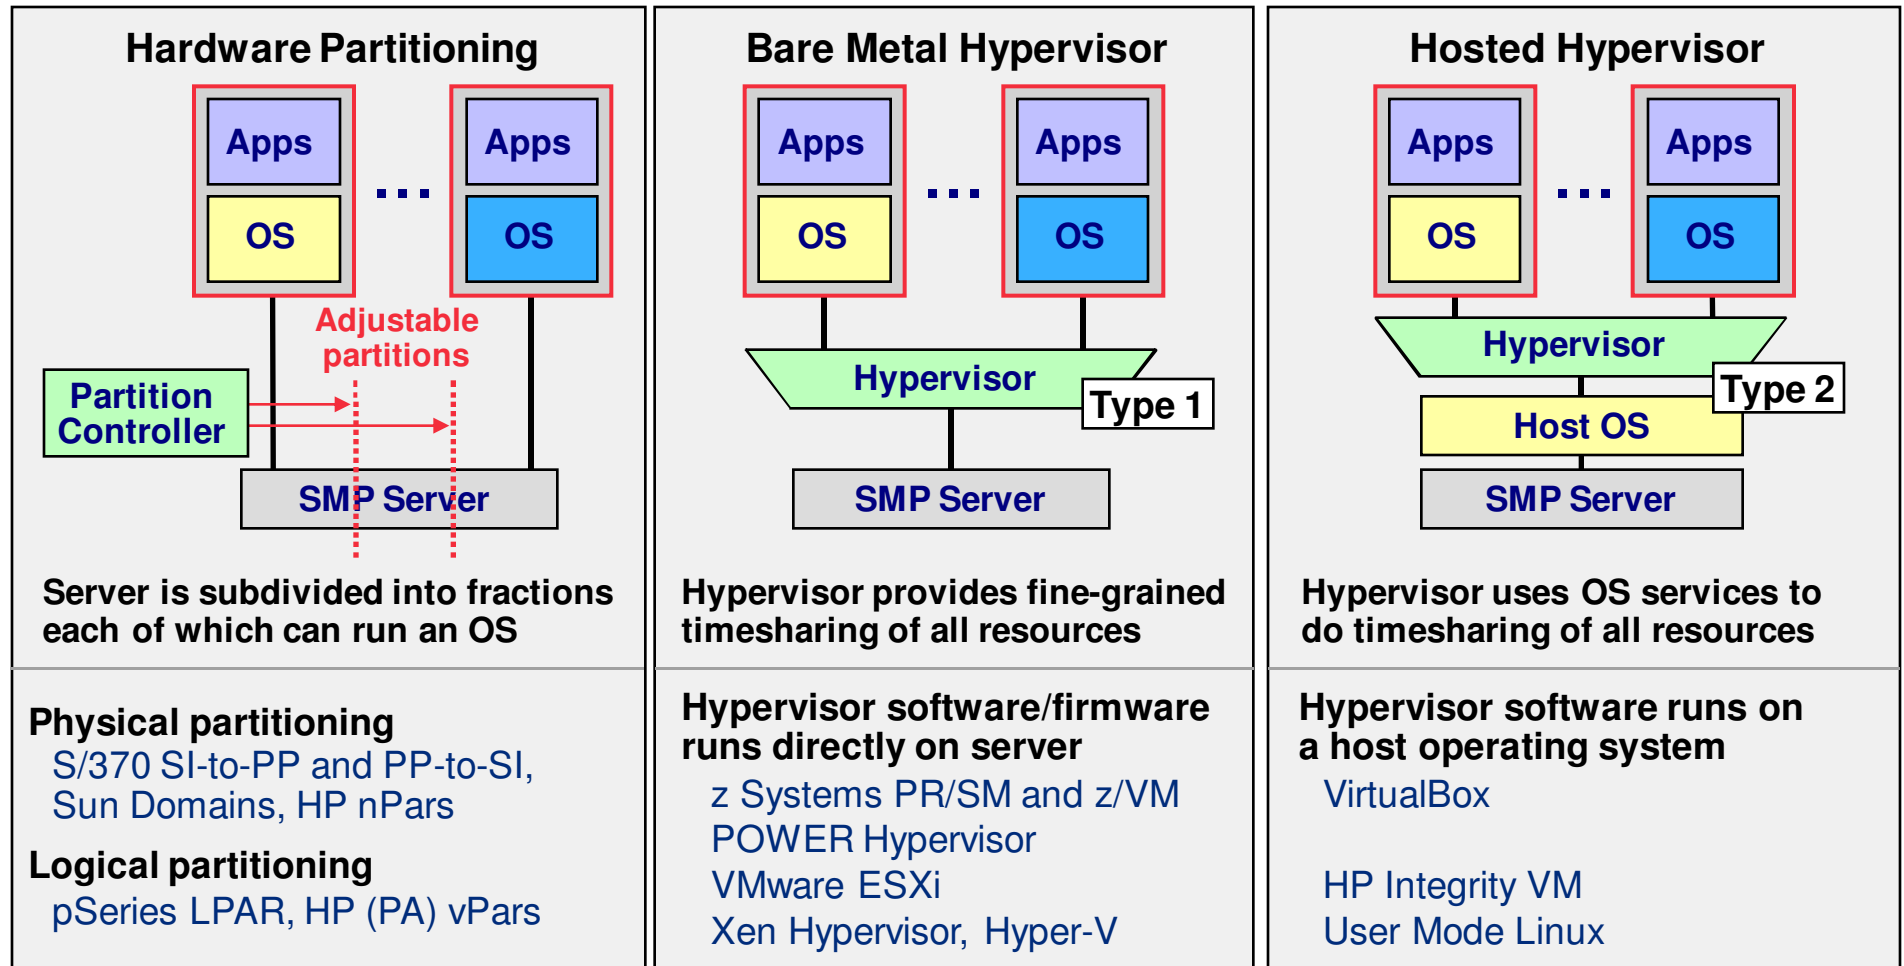 Hardware Partitioning
Apps
Apps
OS
OS
Adjustable
partitions
Partition
Controller
SMP Server
Server is subdivided into fractions
each of which can run an OS
Physical partitioning
S/370 SI-to-PP and PP-to-SI,
Sun Domains, HP nPars
Logical partitioning
pSeries LPAR, HP (PA) vPars
Bare Metal Hypervisor
Apps
Apps
OS
OS
Hypervisor
Type 1
SMP Server
Hypervisor provides fine-grained
timesharing of all resources
Hypervisor software/firmware
runs directly on server
z Systems PR/SM and z/VM
POWER Hypervisor
VMware ESXi
Xen Hypervisor, Hyper-V
Hosted Hypervisor
Apps
Apps
OS
OS
Hypervisor
Type 2
Host OS
SMP Server
Hypervisor uses OS services to
do timesharing of all resources
Hypervisor software runs on
a host operating system
VirtualBox
HP Integrity VM
User Mode Linux